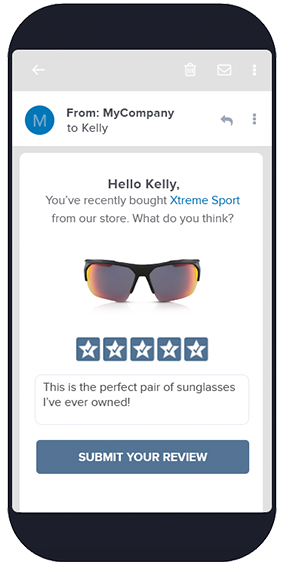 M
From: MyCompany
to Kelly
Hello Kelly,
You've recently bought Xtreme Sport
from our store. What do you think?
This is the perfect pair of sunglasses
I've ever owned!
SUBMIT YOUR REVIEW